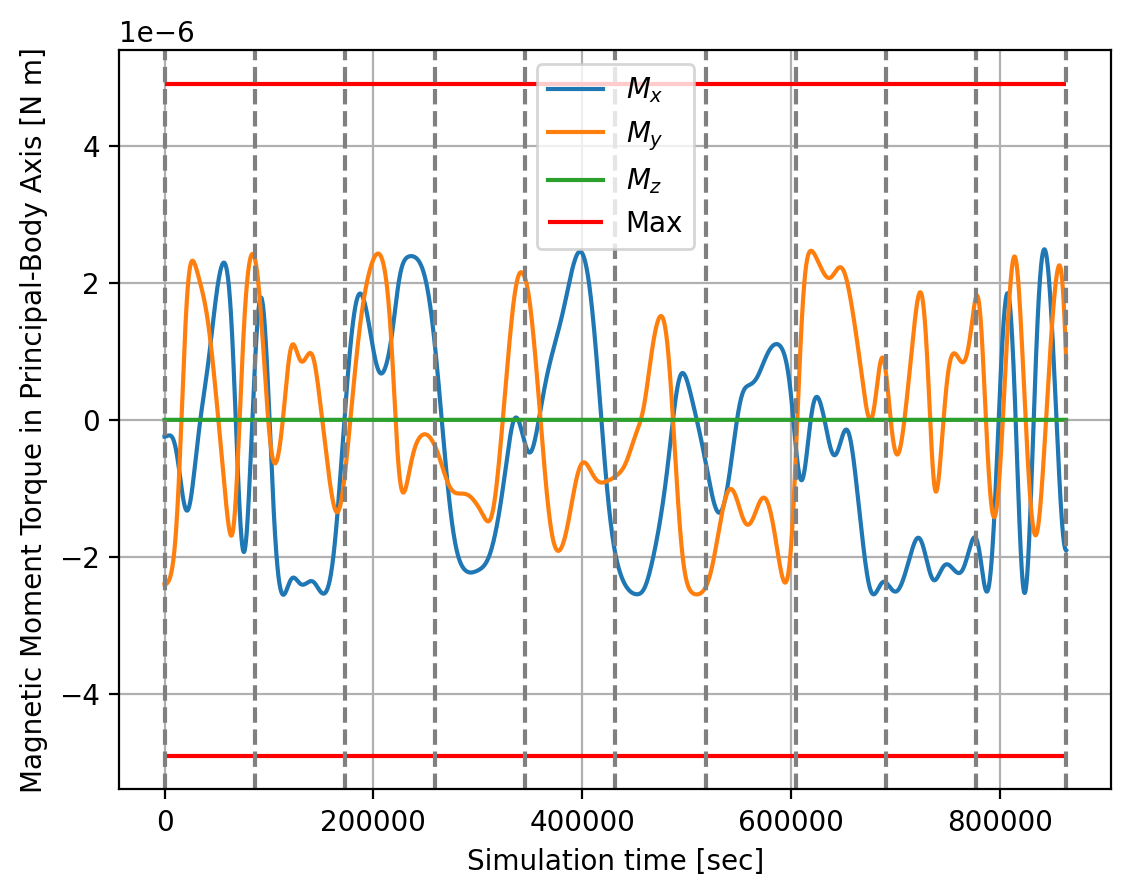 1e−6
Magnetic Moment Torque in Principal-Body Axis [N m]
4
2
0
−2
−4
M_x
M_y
M_z
Max
0 200000 400000 600000 800000
Simulation time [sec]